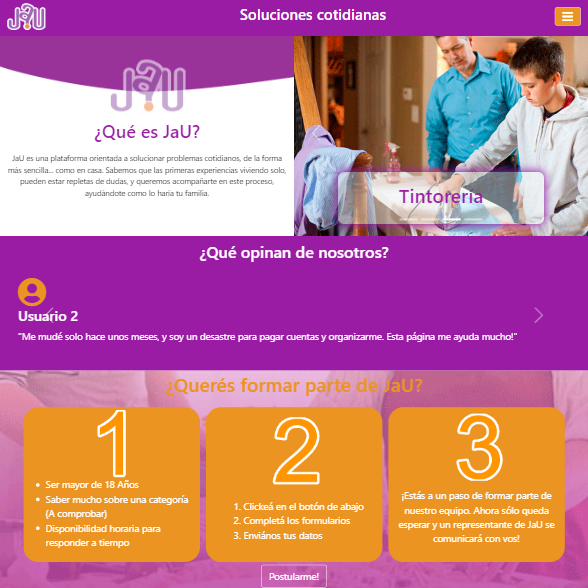 JaU
Soluciones cotidianas
JaU
¿Qué es JaU?
JaU es una plataforma orientada a solucionar problemas cotidianos, de la forma
más sencilla... como en casa. Sabemos que las primeras experiencias viviendo solo,
pueden estar repletas de dudas, y queremos acompañarte en este proceso,
ayudándote como lo haria tu familia.
Tintorería
¿Qué opinan de nosotros?
Usuario 2
"Me mudé solo hace unos meses, y soy un desastre para pagar cuentas y organizarme. Esta página me ayuda mucho!"
¿Querés formar parte de JaU?
1
Ser mayor de 18 Años
Saber mucho sobre una categoría
(A comprobar)
Disponibilidad horaria para
responder a tiempo
2
1. Clickeá en el botón de abajo
2. Completá los formularios
3. Enviános tus datos
3
¡Estás a un paso de formar parte de
nuestro equipo. Ahora sólo queda
esperar y un representante de JaU se
comunicará con vos!
Postularme!